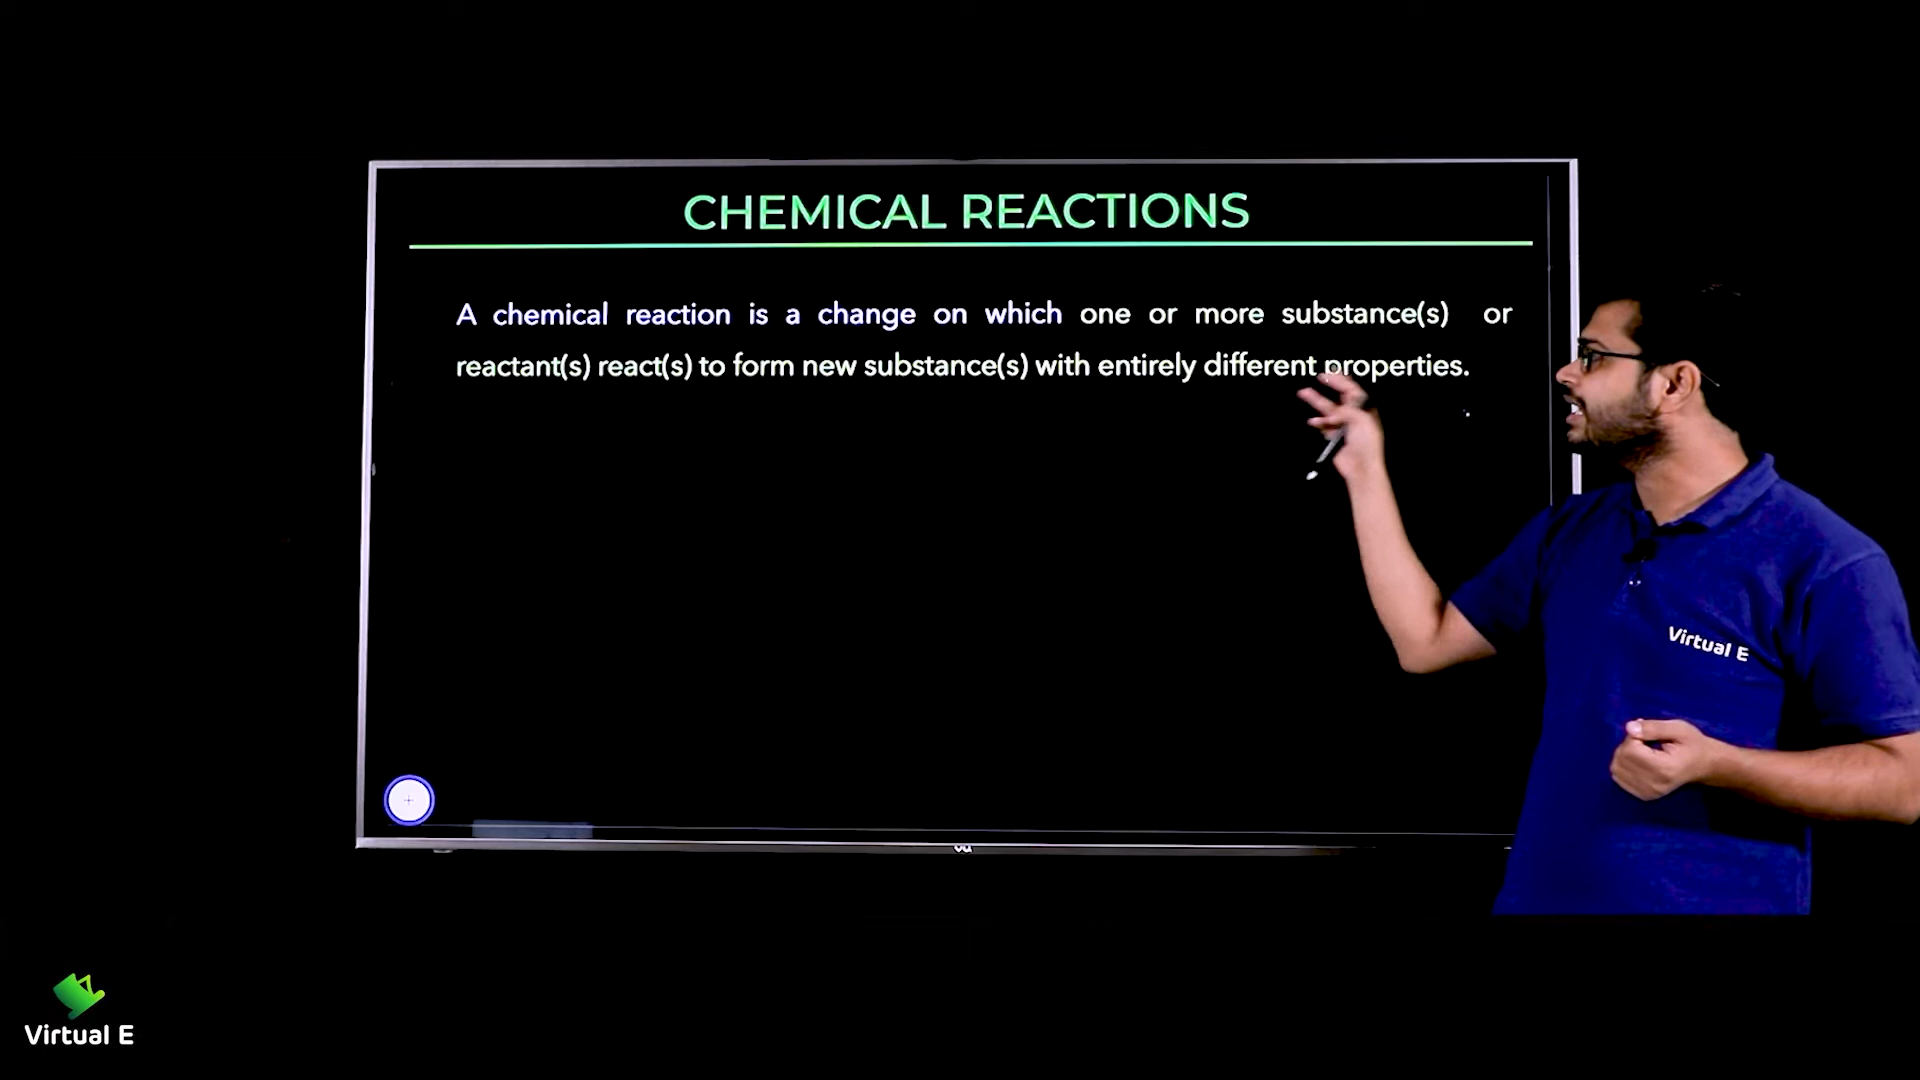 CHEMICAL REACTIONS
A chemical reaction is a change on which one or more substance(s) or
reactant(s) react(s) to form new substance(s) with entirely different properties.
Virtual E
vu
Virtual E